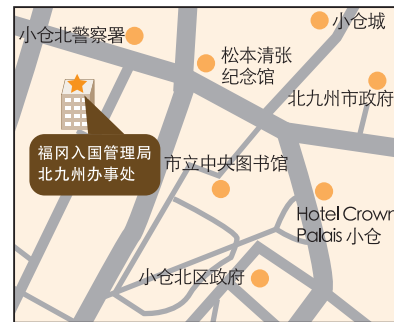 小仓城
小仓北警察署
松本清张
纪念馆
北九州市政府
福冈入国管理局
北九州办事处
市立中央图书馆
Hotel Crown
Palais 小仓
小仓北区政府